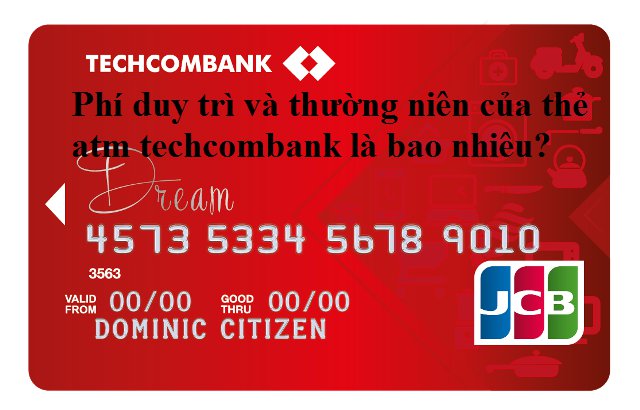 TECHCOMBANK
Phí duy trì và thường niên của thẻ
atm techcombank là bao nhiêu?
Dream
4573 5334 5678 9010
3563
VALID FROM 00/00 GOOD THRU 00/00
DOMINIC CITIZEN
JCB